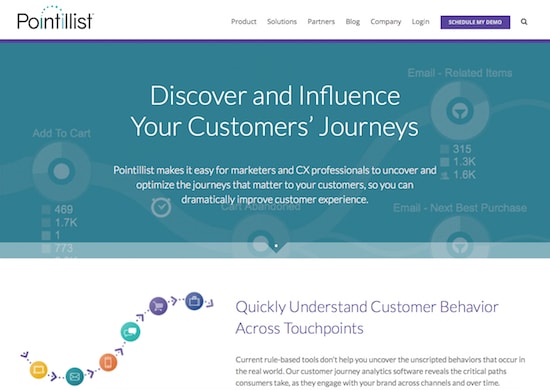 Pointillist
Product Solutions Partners Blog Company Login SCHEDULE MY DEMO
Email - Related Items
Discover and Influence
Your Customers' Journeys
Add To Cart
315
1.3K
1.6K
Pointillist makes it easy for marketers and CX professionals to uncover and
optimize the journeys that matter to your customers, so you can
dramatically improve customer experience.
469
1.7K
1
773
Cart Abandoned
Email - Next Best Purchase
Quickly Understand Customer Behavior
Across Touchpoints
Current rule-based tools don't help you uncover the unscripted behaviors that occur in
the real world. Our customer journey analytics software reveals the critical paths
consumers take, as they engage with your brand across channels and over time.